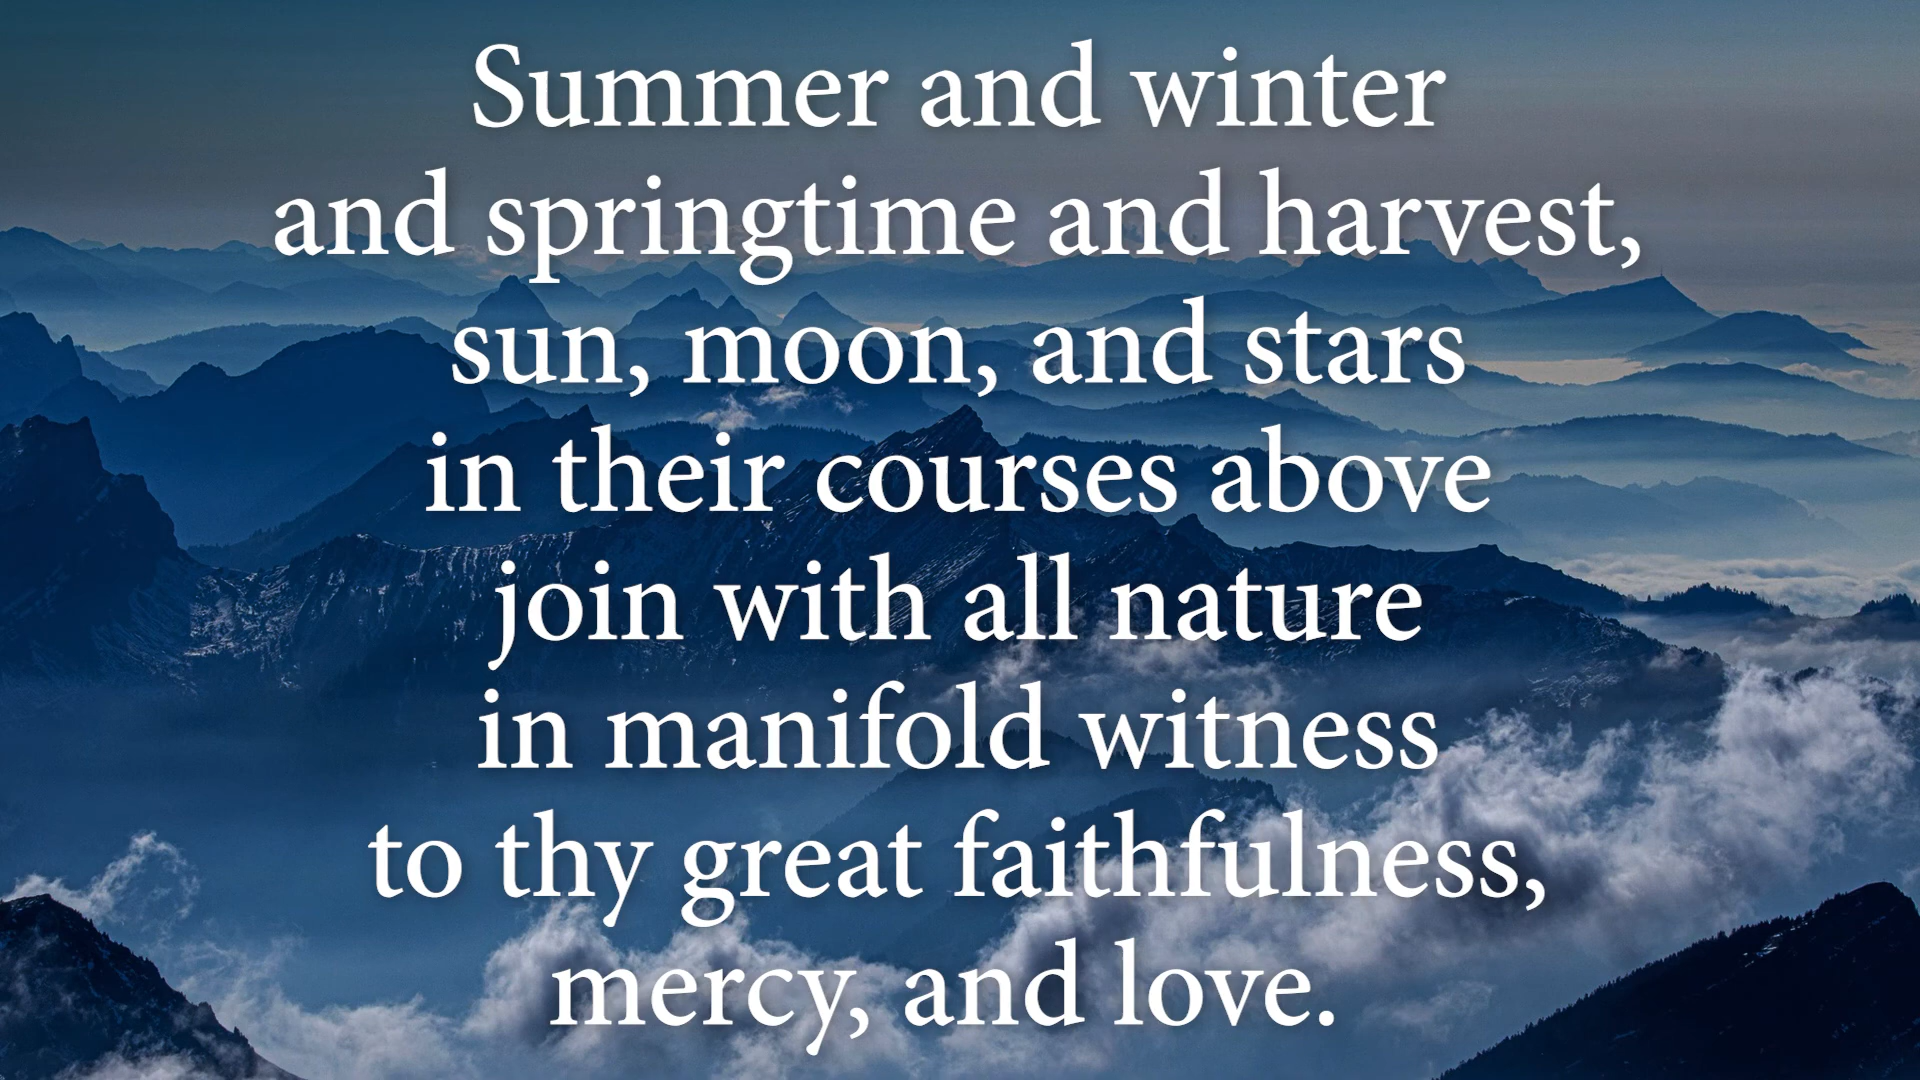 Summer and winter
and springtime and harvest,
sun, moon, and stars
in their courses above
join with all nature
in manifold witness
to thy great faithfulness,
mercy, and love.